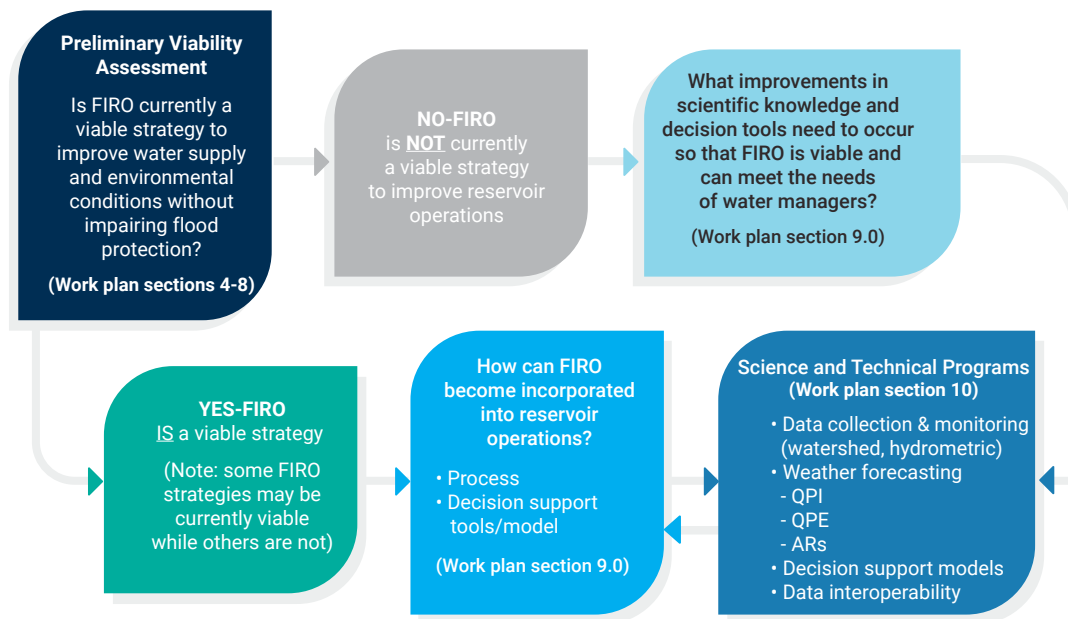 Preliminary Viability
Assessment
Is FIRO currently a
viable strategy to
improve water supply
and environmental
conditions without
impairing flood
protection?
(Work plan sections 4-8)
NO-FIRO
is NOT currently
a viable strategy
to improve reservoir
operations
What improvements in
scientific knowledge and
decision tools need to occur
so that FIRO is viable and
can meet the needs
of water managers?
(Work plan section 9.0)
YES-FIRO
IS a viable strategy
(Note: some FIRO
strategies may be
currently viable
while others are not)
How can FIRO
become incorporated
into reservoir
operations?
• Process
• Decision support
tools/model
(Work plan section 9.0)
Science and Technical Programs
(Work plan section 10)
• Data collection & monitoring
(watershed, hydrometric)
• Weather forecasting
- QPI
- QPE
- ARs
• Decision support models
• Data interoperability